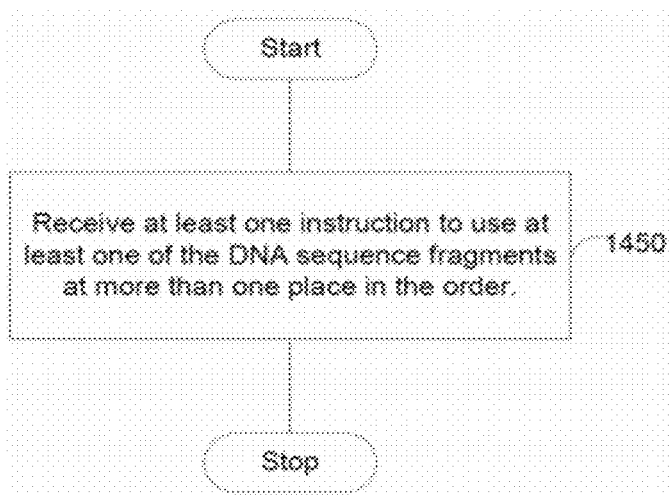 Start
Receive at least one instruction to use at
least one of the DNA sequence fragments
at more than one place in the order.
1450
Stop